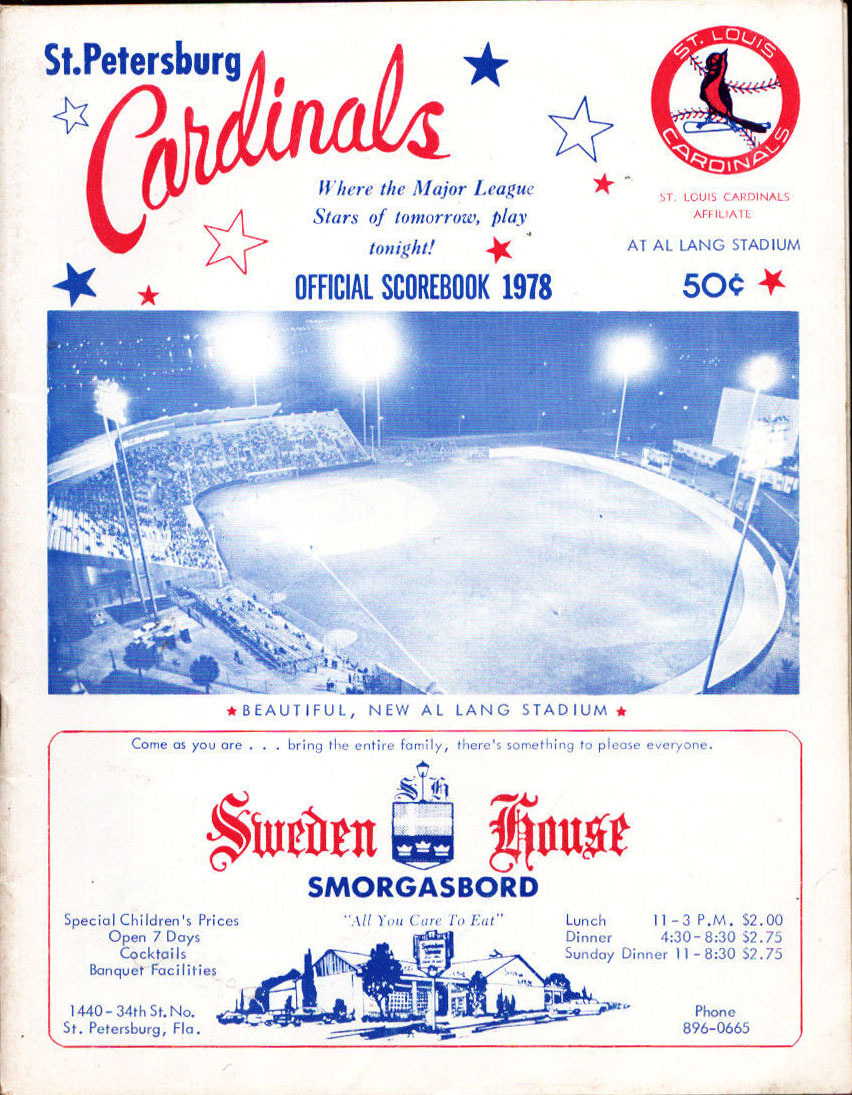 St.Petersburg
Cardinals
Where the Major League
Stars of tomorrow, play
tonight!
OFFICIAL SCOREBOOK 1978
ST. LOUIS
CARDINALS
ST. LOUIS CARDINALS
AFFILIATE
AT AL LANG STADIUM
50¢
BEAUTIFUL, NEW AL LANG STADIUM
Come as you are . . . bring the entire family, there's something to please everyone.
S H
Sweden House
SMORGASBORD
"All You Care To Eat"
Special Children's Prices
Open 7 Days
Cocktails
Banquet Facilities
1440-34th St. No.
St. Petersburg, Fla.
Lunch 11-3 P.M. $2.00
Dinner 4:30-8:30 $2.75
Sunday Dinner 11-8:30 $2.75
Phone
896-0665